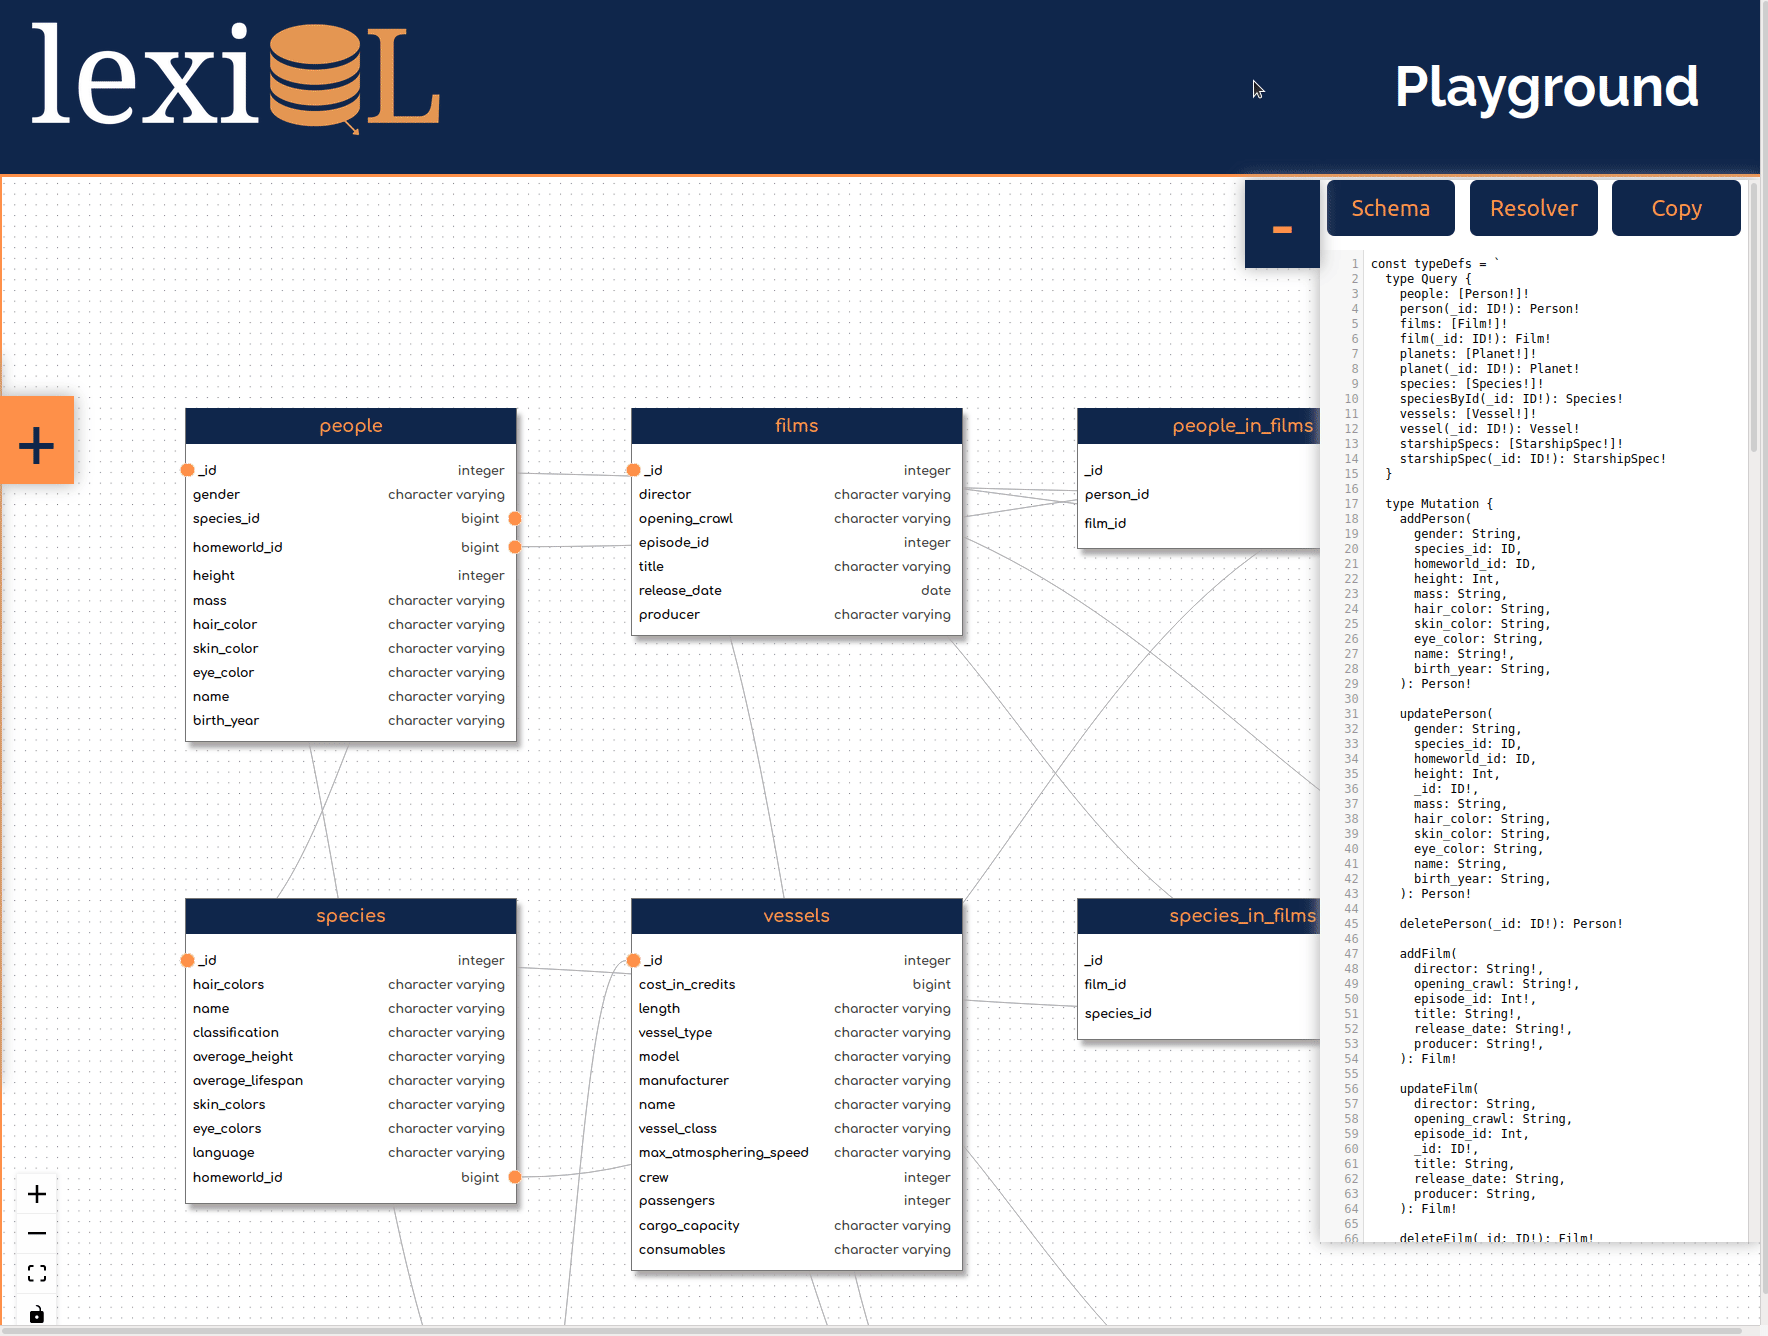 lexiQL
Playground
Schema
Resolver
Copy
-
+
people
_id integer
gender character varying
species_id bigint
homeworld_id bigint
height integer
mass character varying
hair_color character varying
skin_color character varying
eye_color character varying
name character varying
birth_year character varying
films
_id integer
director character varying
opening_crawl character varying
episode_id integer
title character varying
release_date date
producer character varying
people_in_films
_id
person_id
film_id
species
_id integer
hair_colors character varying
name character varying
classification character varying
average_height character varying
average_lifespan character varying
skin_colors character varying
eye_colors character varying
language character varying
homeworld_id bigint
vessels
_id integer
cost_in_credits bigint
length character varying
vessel_type character varying
model character varying
manufacturer character varying
name character varying
vessel_class character varying
max_atmosphering_speed character varying
crew integer
passengers integer
cargo_capacity character varying
consumables character varying
species_in_films
_id
film_id
species_id
1 const typeDefs = `
2 type Query {
3 people: [Person!]!
4 person(_id: ID!): Person!
5 films: [Film!]!
6 film(_id: ID!): Film!
7 planets: [Planet!]!
8 planet(_id: ID!): Planet!
9 species: [Species!]!
10 speciesById(_id: ID!): Species!
11 vessels: [Vessel!]!
12 vessel(_id: ID!): Vessel!
13 starshipSpecs: [StarshipSpec!]!
14 starshipSpec(_id: ID!): StarshipSpec!
15 }
16
17 type Mutation {
18 addPerson(
19 gender: String,
20 species_id: ID,
21 homeworld_id: ID,
22 height: Int,
23 mass: String,
24 hair_color: String,
25 skin_color: String,
26 eye_color: String,
27 name: String!,
28 birth_year: String,
29 ): Person!
30
31 updatePerson(
32 gender: String,
33 species_id: ID,
34 homeworld_id: ID,
35 height: Int,
36 _id: ID!,
37 mass: String,
38 hair_color: String,
39 skin_color: String,
40 eye_color: String,
41 name: String,
42 birth_year: String,
43 ): Person!
44
45 deletePerson(_id: ID!): Person!
46
47 addFilm(
48 director: String!,
49 opening_crawl: String!,
50 episode_id: Int!,
51 title: String!,
52 release_date: String!,
53 producer: String!,
54 ): Film!
55
56 updateFilm(
57 director: String,
58 opening_crawl: String,
59 episode_id: Int,
60 _id: ID!,
61 title: String,
62 release_date: String,
63 producer: String,
64 ): Film!
65
66 deleteFilm(_id: ID!): Film!